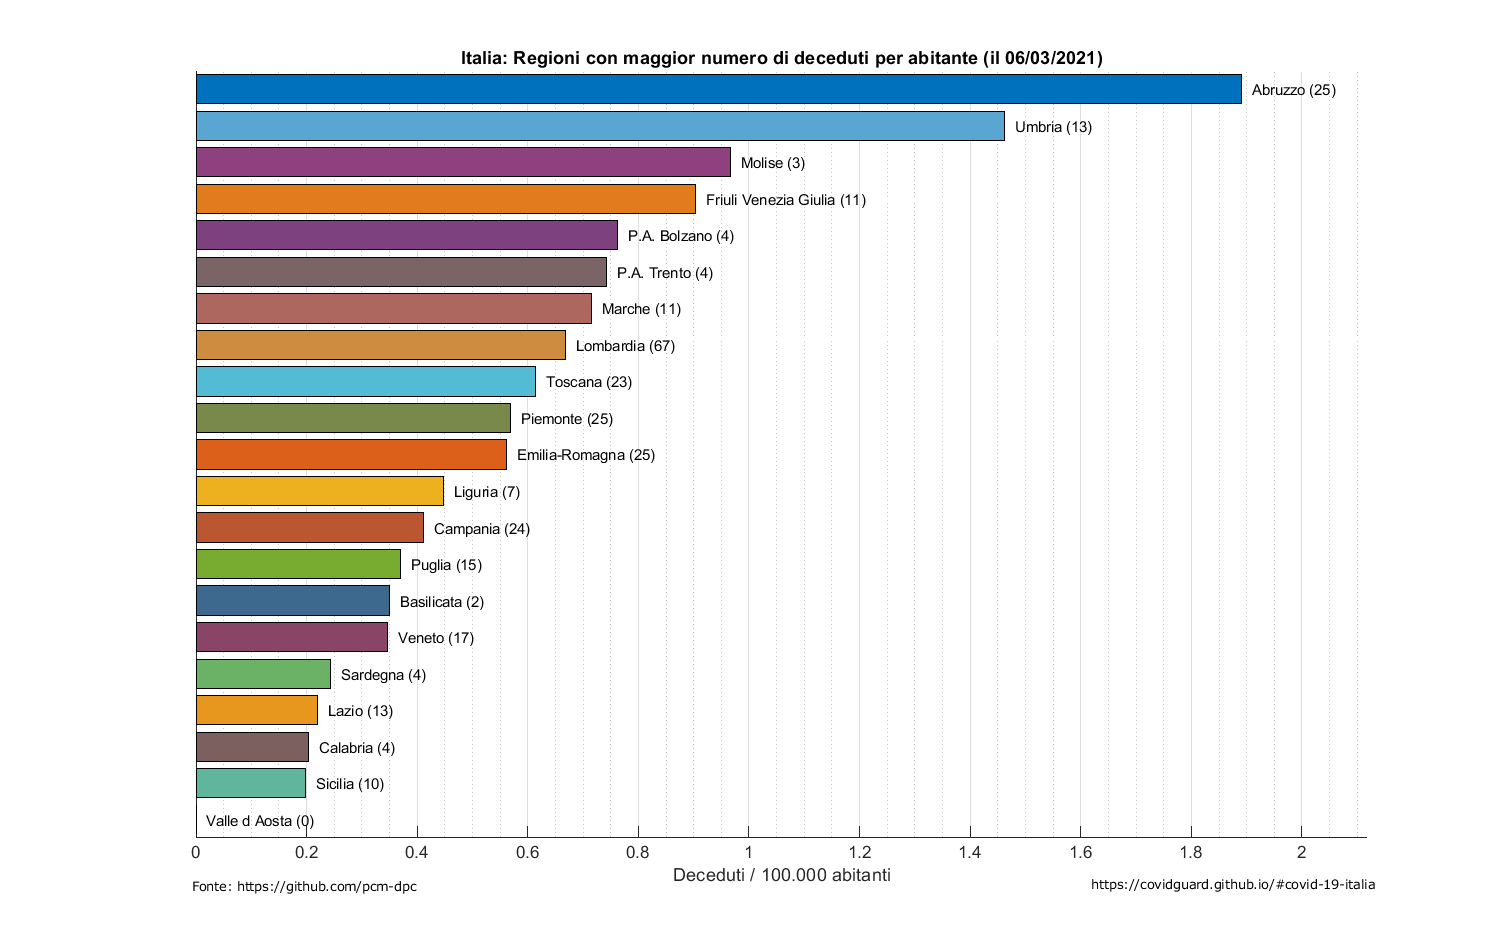 Italia: Regioni con maggior numero di deceduti per abitante (il 06/03/2021)
Abruzzo (25)
Umbria (13)
Molise (3)
Friuli Venezia Giulia (11)
P.A. Bolzano (4)
P.A. Trento (4)
Marche (11)
Lombardia (67)
Toscana (23)
Piemonte (25)
Emilia-Romagna (25)
Liguria (7)
Campania (24)
Puglia (15)
Basilicata (2)
Veneto (17)
Sardegna (4)
Lazio (13)
Calabria (4)
Sicilia (10)
Valle d Aosta (0)
0 0.2 0.4 0.6 0.8 1 1.2 1.4 1.6 1.8 2
Deceduti / 100.000 abitanti
Fonte: https://github.com/pcm-dpc
https://covidguard.github.io/#covid-19-italia